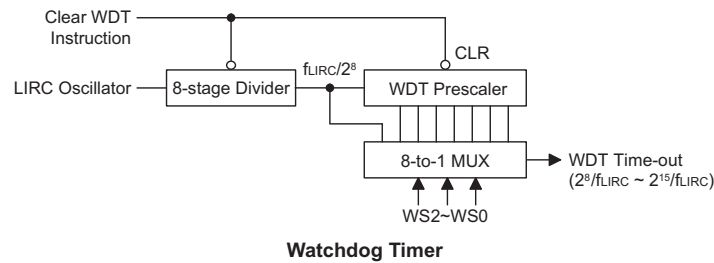 Clear WDT
Instruction
CLR
fLIRC/2⁸
LIRC Oscillator
8-stage Divider
WDT Prescaler
8-to-1 MUX
WDT Time-out
(2⁸/fLIRC ~ 2¹⁵/fLIRC)
WS2~WS0
Watchdog Timer